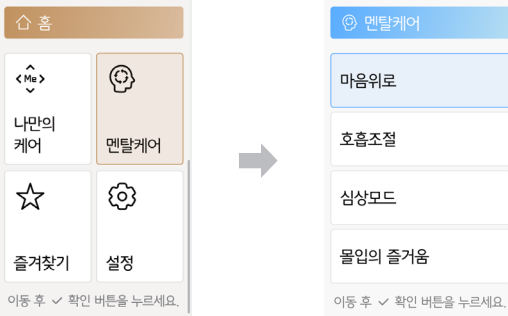 홈
Me
나만의
케어
멘탈케어
즐겨찾기
설정
이동 후 ✓ 확인 버튼을 누르세요.
멘탈케어
마음위로
호흡조절
심상모드
몰입의 즐거움
이동 후 ✓ 확인 버튼을 누르세요.